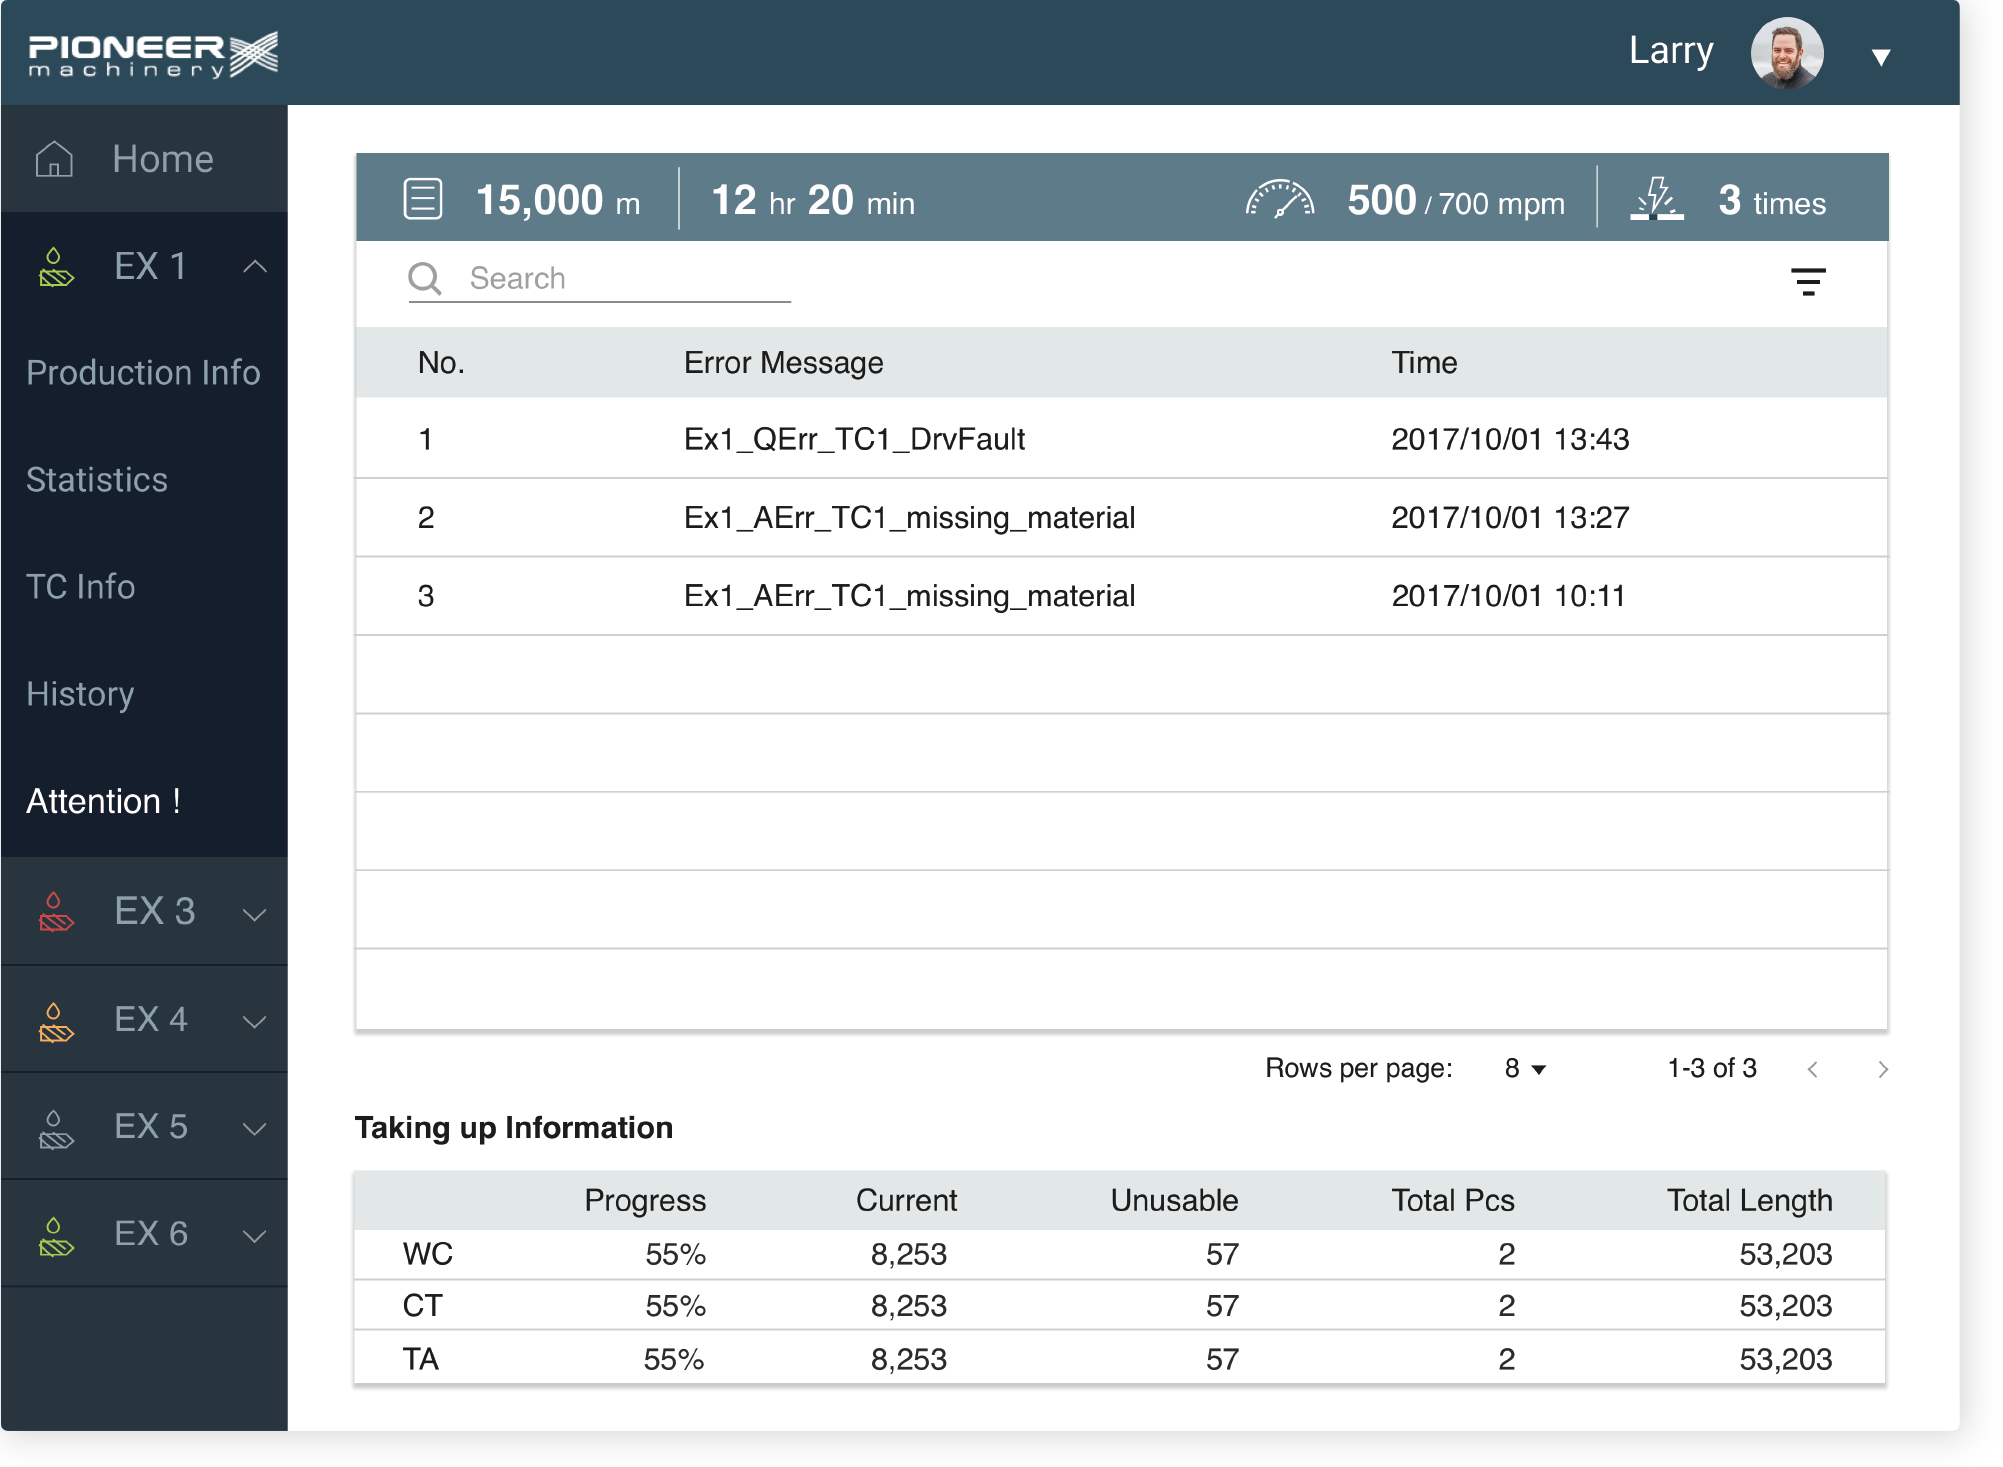 PIONEER
machinery
Larry
Home
EX 1
Production Info
Statistics
TC Info
History
Attention !
EX 3
EX 4
EX 5
EX 6
15,000 m 12 hr 20 min 500 / 700 mpm 3 times
Search
No. Error Message Time
1 Ex1_QErr_TC1_DrvFault 2017/10/01 13:43
2 Ex1_AErr_TC1_missing_material 2017/10/01 13:27
3 Ex1_AErr_TC1_missing_material 2017/10/01 10:11
Rows per page: 8 1-3 of 3
Taking up Information
Progress Current Unusable Total Pcs Total Length
WC 55% 8,253 57 2 53,203
CT 55% 8,253 57 2 53,203
TA 55% 8,253 57 2 53,203